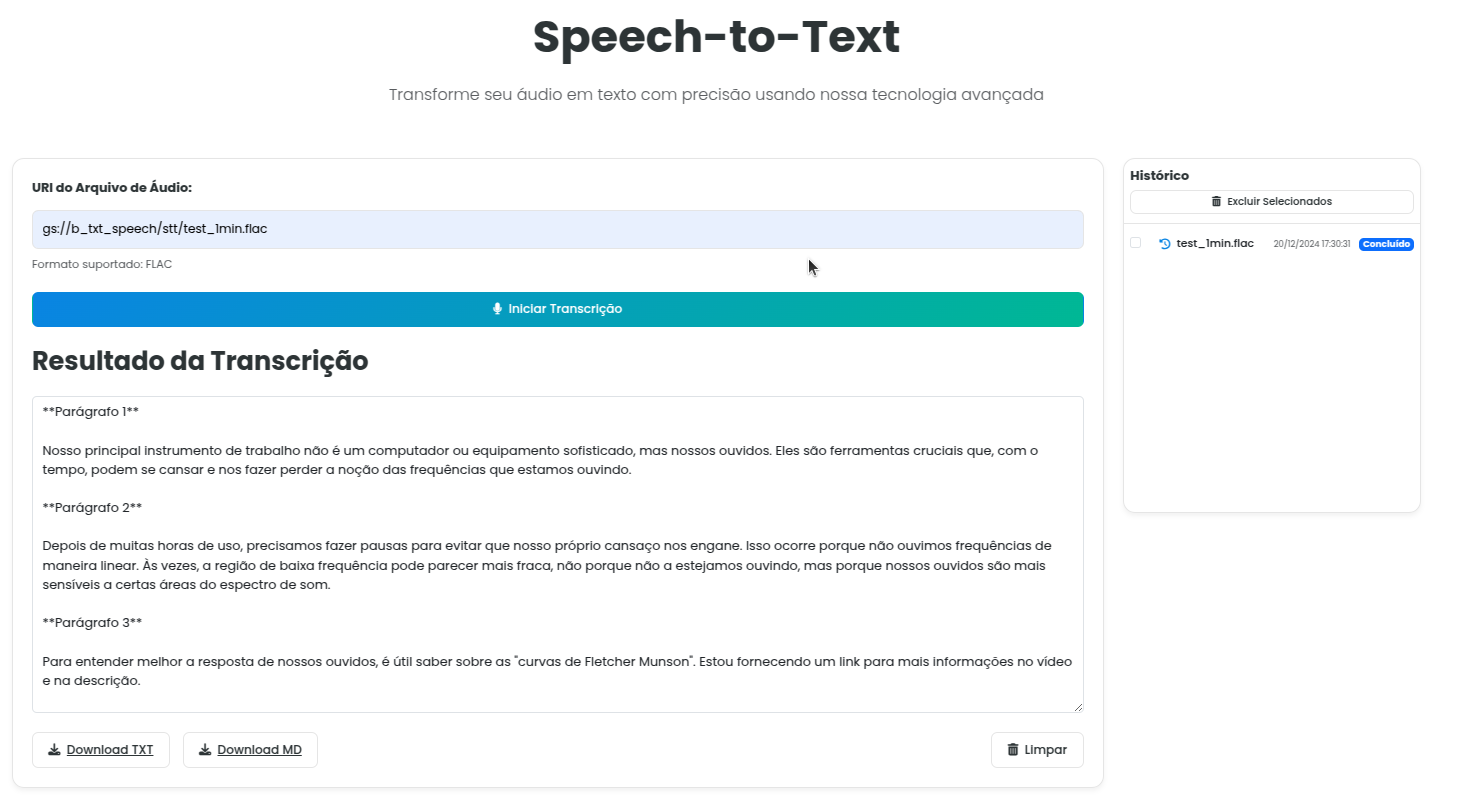 Speech-to-Text
Transforme seu áudio em texto com precisão usando nossa tecnologia avançada
URI do Arquivo de Áudio:
gs://b_txt_speech/stt/test_1min.flac
Formato suportado: FLAC
Iniciar Transcrição
Resultado da Transcrição
**Parágrafo 1**
Nosso principal instrumento de trabalho não é um computador ou equipamento sofisticado, mas nossos ouvidos. Eles são ferramentas cruciais que, com o
tempo, podem se cansar e nos fazer perder a noção das frequências que estamos ouvindo.
**Parágrafo 2**
Depois de muitas horas de uso, precisamos fazer pausas para evitar que nosso próprio cansaço nos engane. Isso ocorre porque não ouvimos frequências de
maneira linear. Às vezes, a região de baixa frequência pode parecer mais fraca, não porque não a estejamos ouvindo, mas porque nossos ouvidos são mais
sensíveis a certas áreas do espectro de som.
**Parágrafo 3**
Para entender melhor a resposta de nossos ouvidos, é útil saber sobre as "curvas de Fletcher Munson". Estou fornecendo um link para mais informações no vídeo
e na descrição.
Download TXT
Download MD
Limpar
Histórico
Excluir Selecionados
test_1min.flac 20/12/2024 17:30:31 Concluído